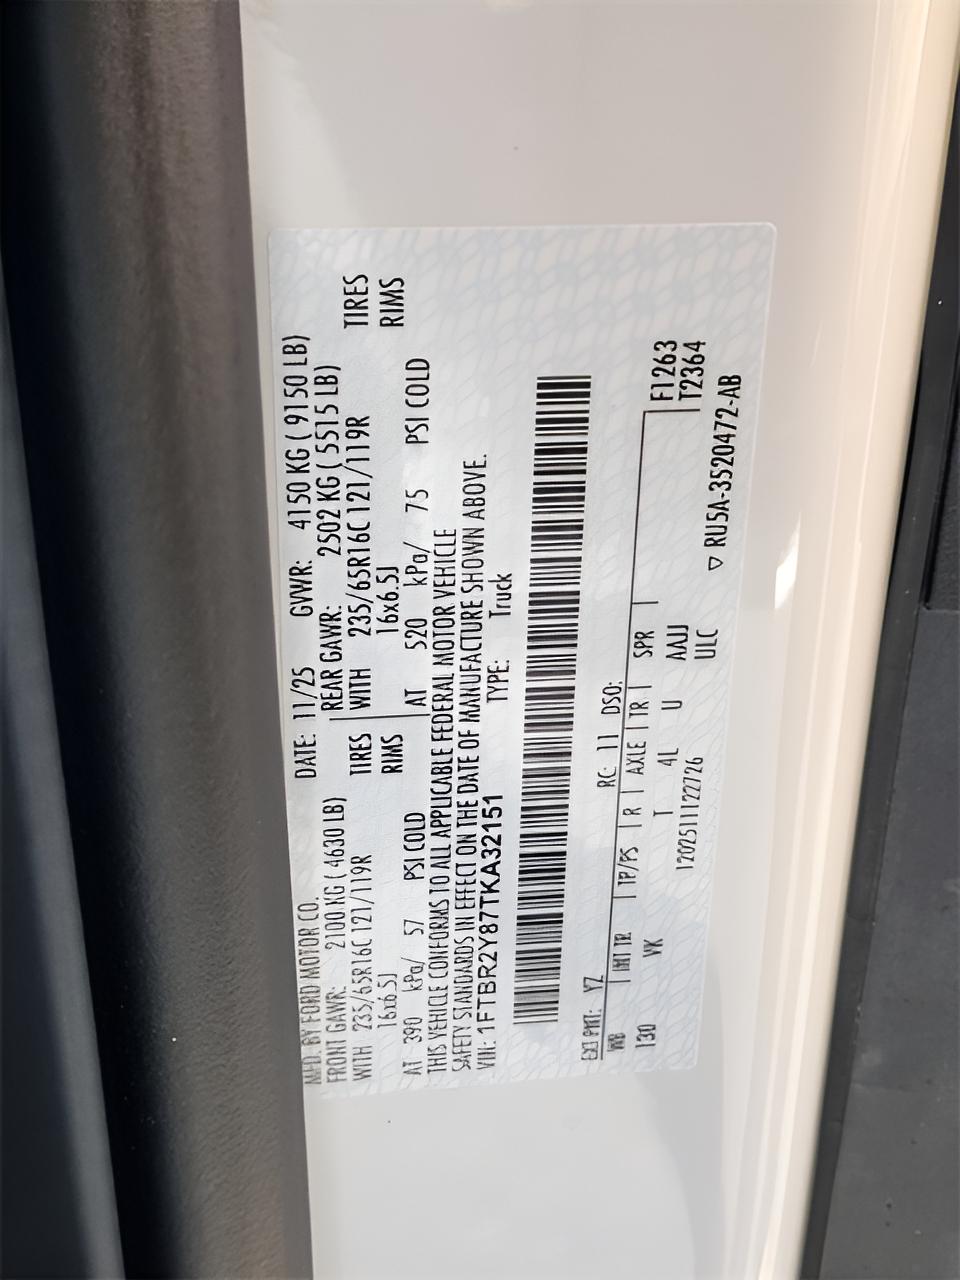 MFD. BY FORD MOTOR CO. DATE: 11/25 GVWR: 4150 KG ( 9150 LB)
FRONT GAWR: 2100 KG ( 4630 LB) REAR GAWR: 2502 KG ( 5515 LB)
WITH 235/65R16C 121/119R TIRES WITH 235/65R16C 121/119R TIRES
16x6.5J RIMS 16x6.5J RIMS
AT 390 kPa/ 57 PSI COLD AT 520 kPa/ 75 PSI COLD
THIS VEHICLE CONFORMS TO ALL APPLICABLE FEDERAL MOTOR VEHICLE
SAFETY STANDARDS IN EFFECT ON THE DATE OF MANUFACTURE SHOWN ABOVE.
VIN: 1FTBR2Y87TKA32151 TYPE: Truck
EXT PNT: YZ RC: 11 DSO:
WB INT TR TP/PS R AXLE TR SPR F1263
130 VK T 4L U AAJJ T2364
12025111122726 ULC
▽ RU5A-3520472-AB